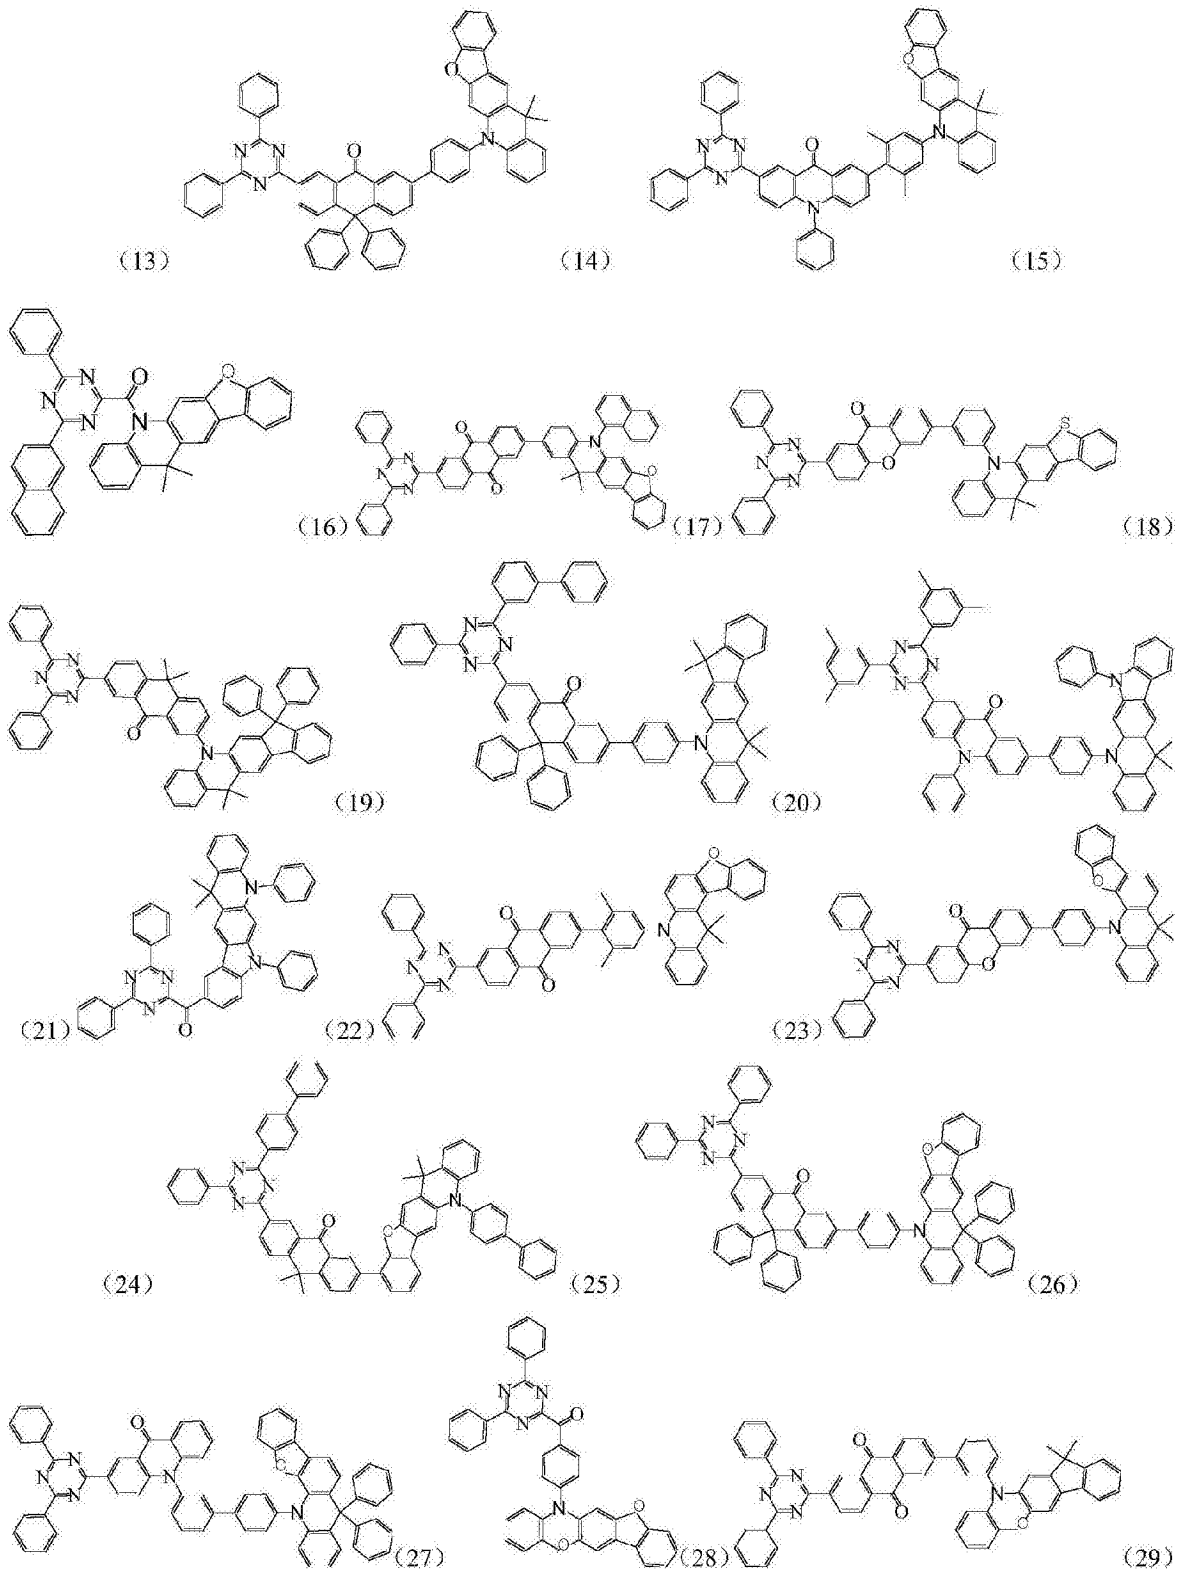 O N N N O N
O N N N O N N
(13) (14) (15)
N N N O N O
O N N N O O N
O N N N O O N S
(16) (17) (18)
N N N O N
N N N O N
N N N O N N N
(19) (20)
N N N N N O
N N N O O O N
N N N O O O N
(21) (22) (23)
N N N O O N
N N N O O N
(24) (25) (26)
N N N O N O N
N N N O N O O
N N N O O N O
(27) (28) (29)